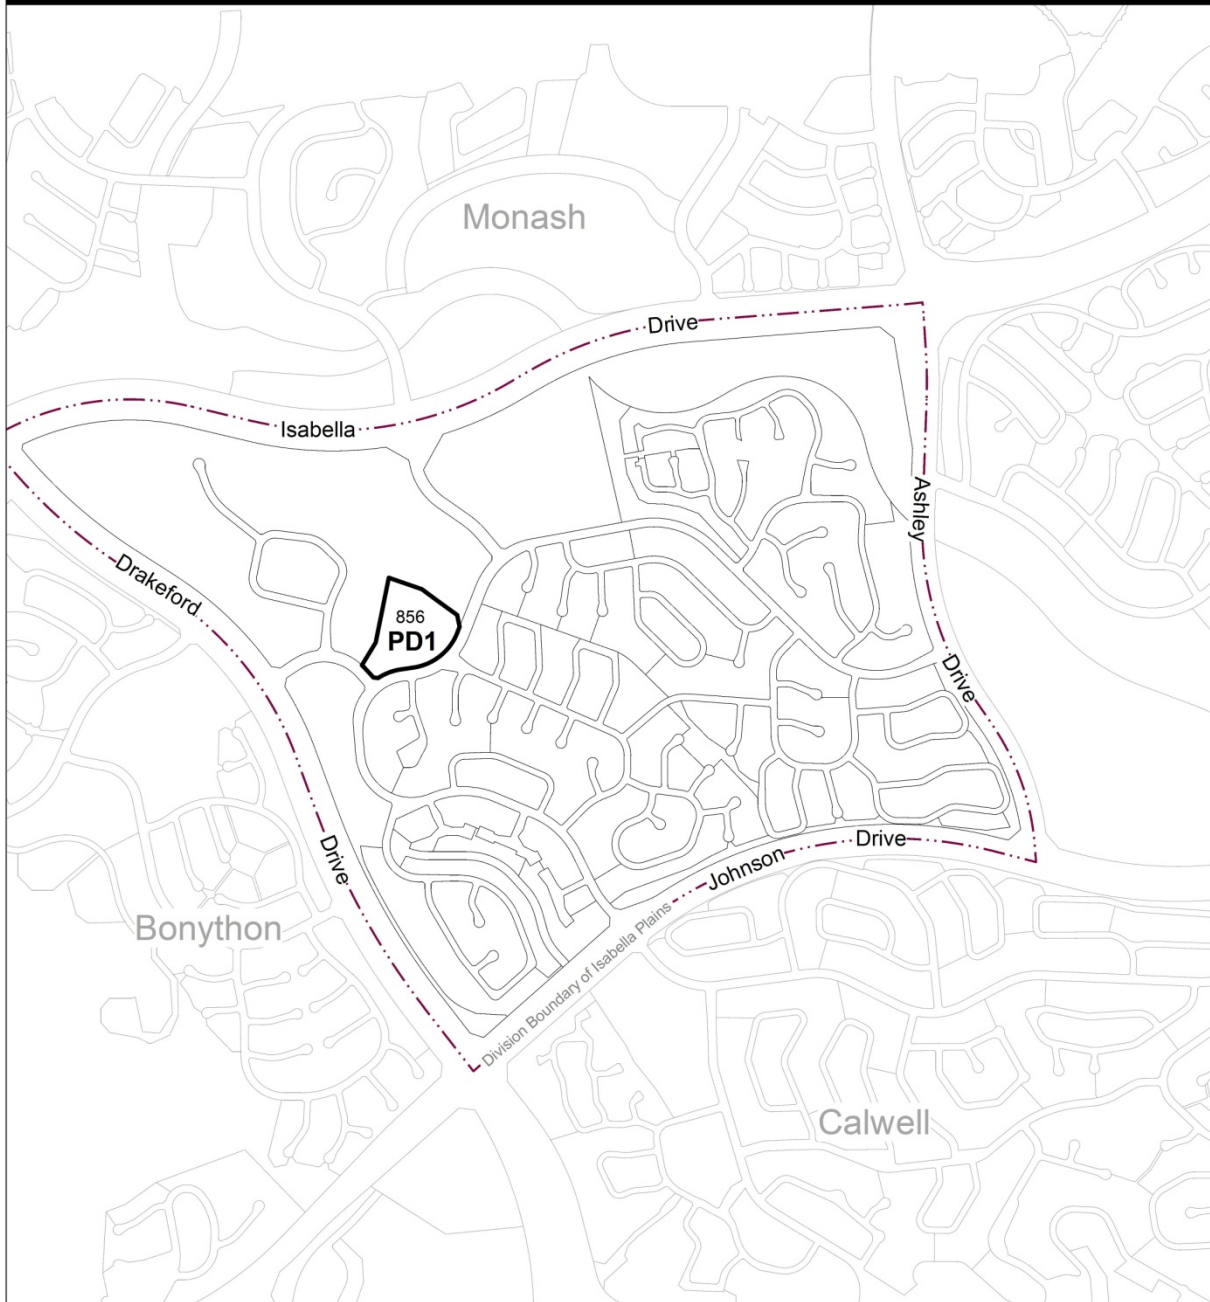 Monash
Drive
Isabella
Ashley
Drakeford
856
PD1
Drive
Drive
Drive
Johnson
Division Boundary of Isabella Plains
Bonython
Calwell